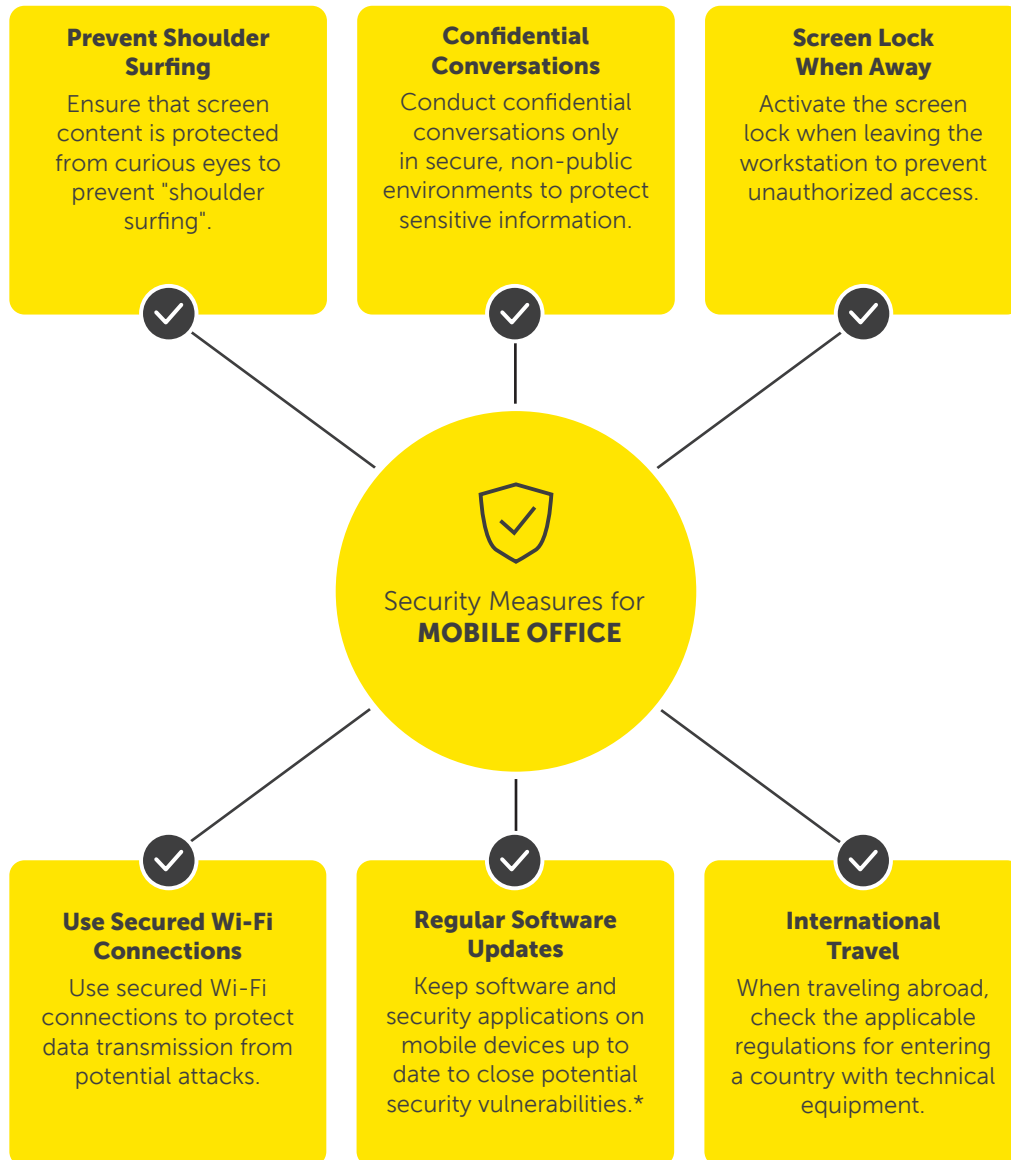 Prevent Shoulder
Surfing
Ensure that screen
content is protected
from curious eyes to
prevent "shoulder
surfing".
Confidential
Conversations
Conduct confidential
conversations only
in secure, non-public
environments to protect
sensitive information.
Screen Lock
When Away
Activate the screen
lock when leaving the
workstation to prevent
unauthorized access.
Security Measures for
MOBILE OFFICE
Use Secured Wi-Fi
Connections
Use secured Wi-Fi
connections to protect
data transmission from
potential attacks.
Regular Software
Updates
Keep software and
security applications on
mobile devices up to
date to close potential
security vulnerabilities.*
International
Travel
When traveling abroad,
check the applicable
regulations for entering
a country with technical
equipment.